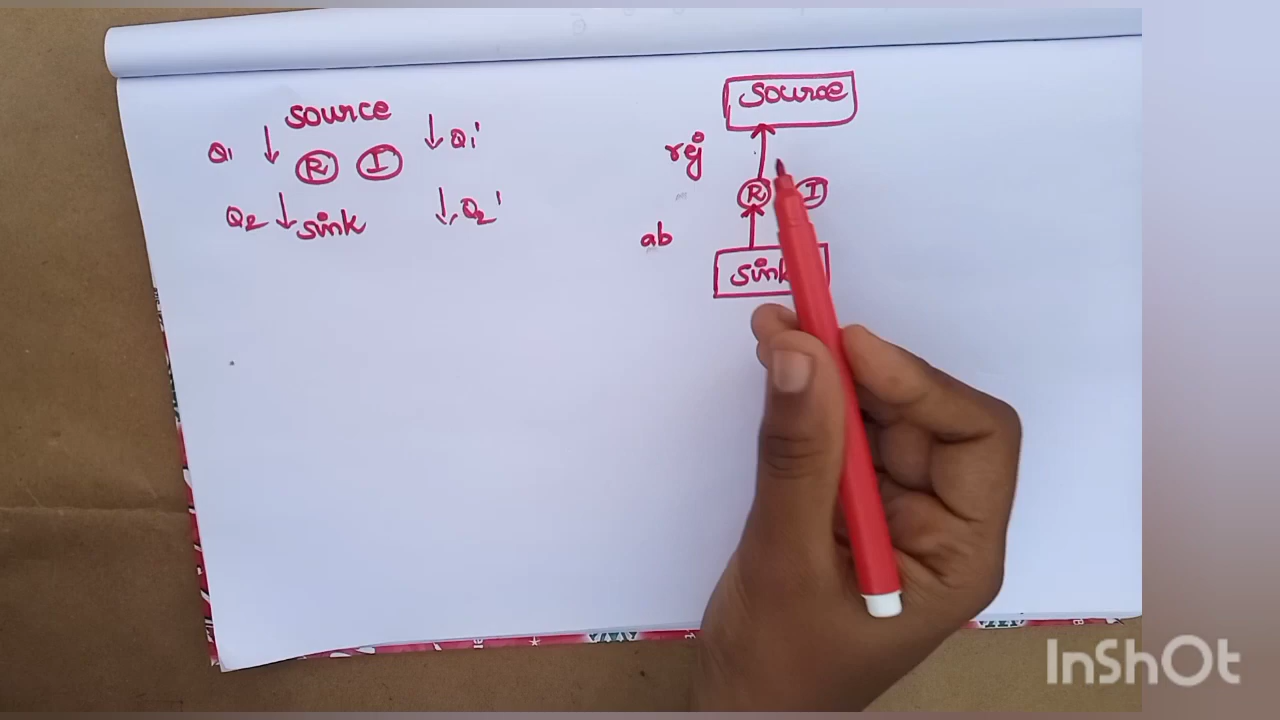 source
Q1 ↓ R I ↓ Q1'
Q2 ↓ sink ↓ Q2'
source
rej
R I
ab
sink
InShOt